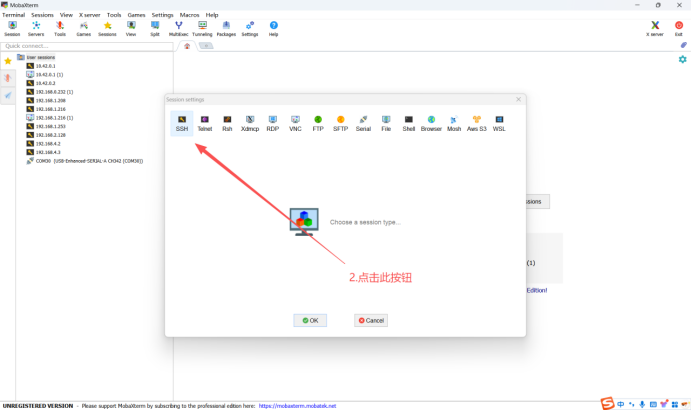 MobaXterm
Terminal Sessions View X server Tools Games Settings Macros Help
Session Servers Tools Games Sessions View Split MultiExec Tunneling Packages Settings Help X server Exit
Quick connect...
User sessions
10.42.0.1
10.42.0.1 (1)
10.42.0.2
192.168.0.232 (1)
192.168.1.208
192.168.1.216
192.168.1.216 (1)
192.168.1.253
192.168.2.128
192.168.4.2
192.168.4.3
COM30 (USB-Enhanced-SERIAL-A CH342 (COM30))
Session settings
SSH Telnet Rsh Xdmcp RDP VNC FTP SFTP Serial File Shell Browser Mosh Aws S3 WSL
Choose a session type...
2.点击此按钮
OK Cancel
ssions
(1)
Edition!
UNREGISTERED VERSION - Please support MobaXterm by subscribing to the professional edition here: https://mobaxterm.mobatek.net
中